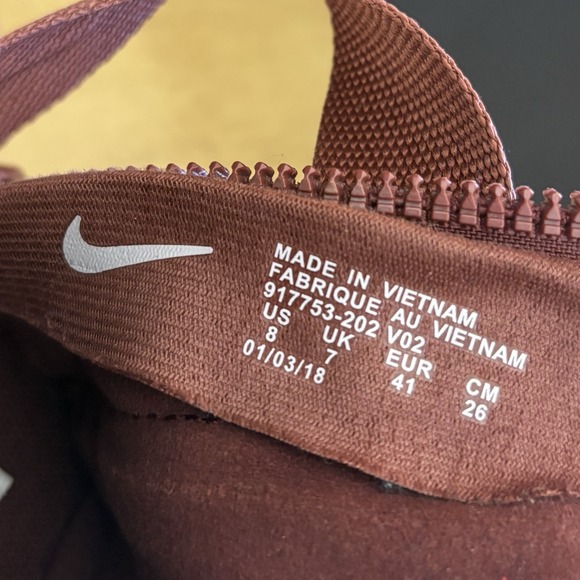 MADE IN VIETNAM
FABRIQUE AU VIETNAM
917753-202 V02
US UK EUR CM
8 7 41 26
01/03/18